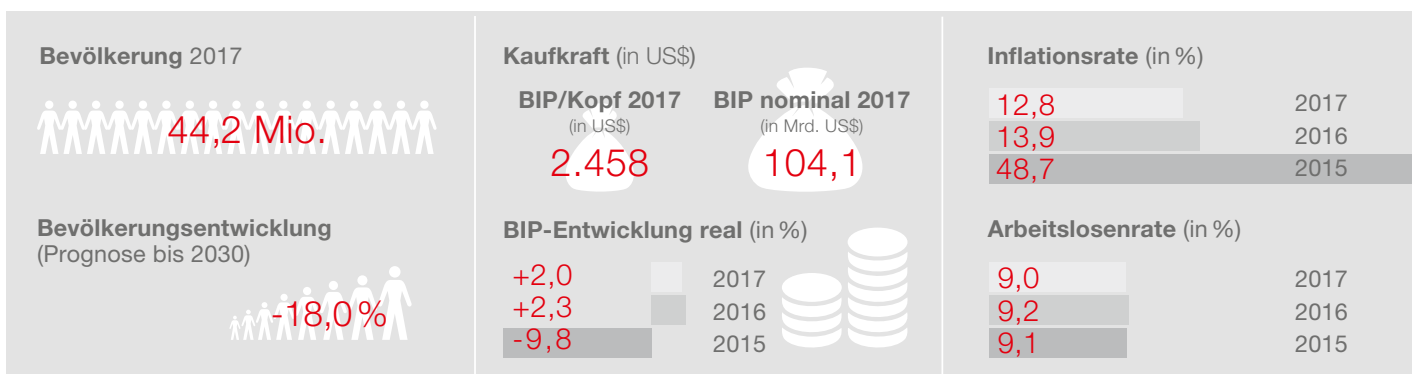 Bevölkerung 2017
44,2 Mio.
Bevölkerungsentwicklung
(Prognose bis 2030)
-18,0 %
Kaufkraft (in US$)
BIP/Kopf 2017
(in US$)
2.458
BIP nominal 2017
(in Mrd. US$)
104,1
BIP-Entwicklung real (in %)
+2,0 2017
+2,3 2016
-9,8 2015
Inflationsrate (in %)
12,8 2017
13,9 2016
48,7 2015
Arbeitslosenrate (in %)
9,0 2017
9,2 2016
9,1 2015